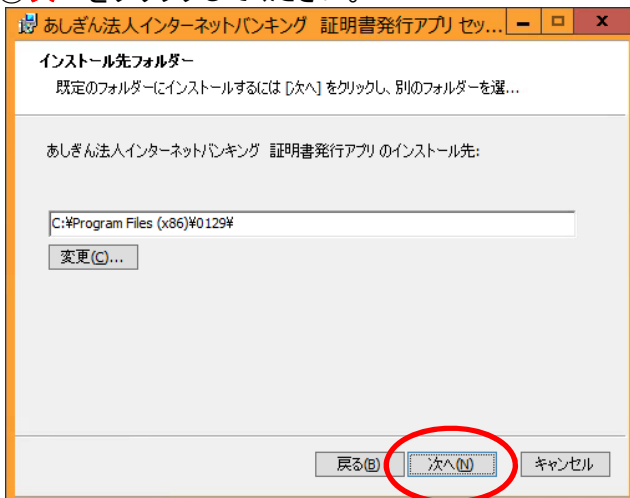 あしぎん法人インターネットバンキング 証明書発行アプリ セッ...
インストール先フォルダー
既定のフォルダーにインストールするには [次へ] をクリックし、別のフォルダーを選...
あしぎん法人インターネットバンキング 証明書発行アプリ のインストール先:
C:¥Program Files (x86)¥0129¥
変更(C)...
戻る(B) 次へ(N) キャンセル